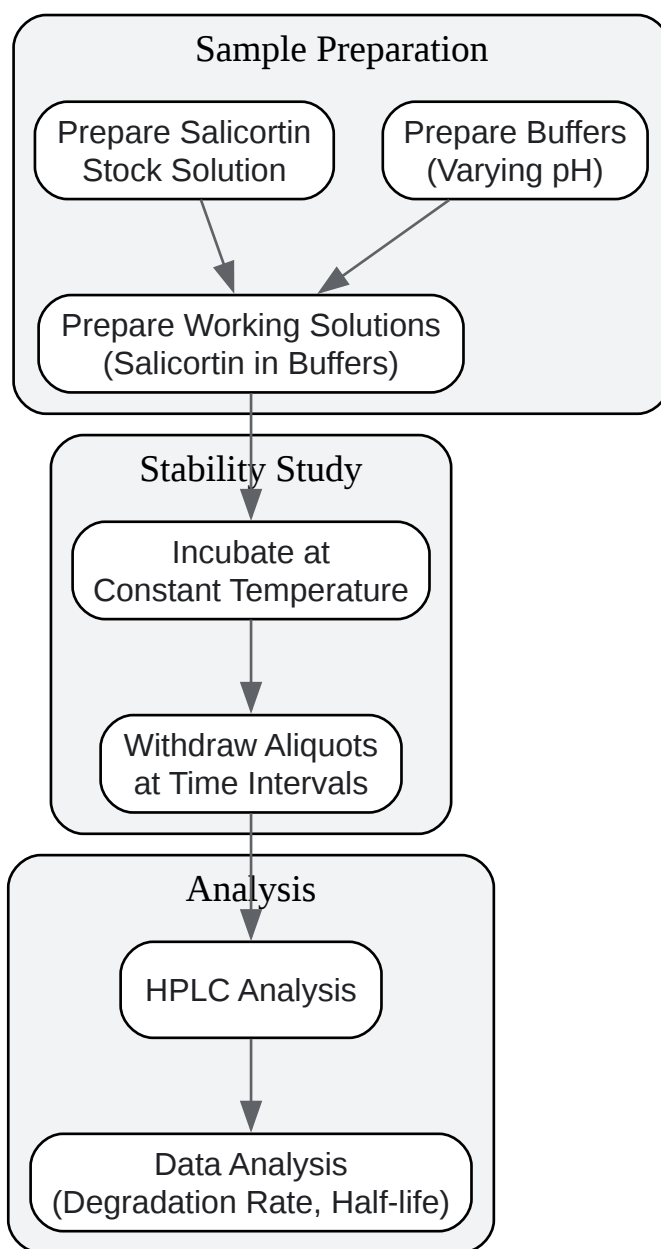 Sample Preparation
Prepare Salicortin
Stock Solution
Prepare Buffers
(Varying pH)
Prepare Working Solutions
(Salicortin in Buffers)
Stability Study
Incubate at
Constant Temperature
Withdraw Aliquots
at Time Intervals
Analysis
HPLC Analysis
Data Analysis
(Degradation Rate, Half-life)